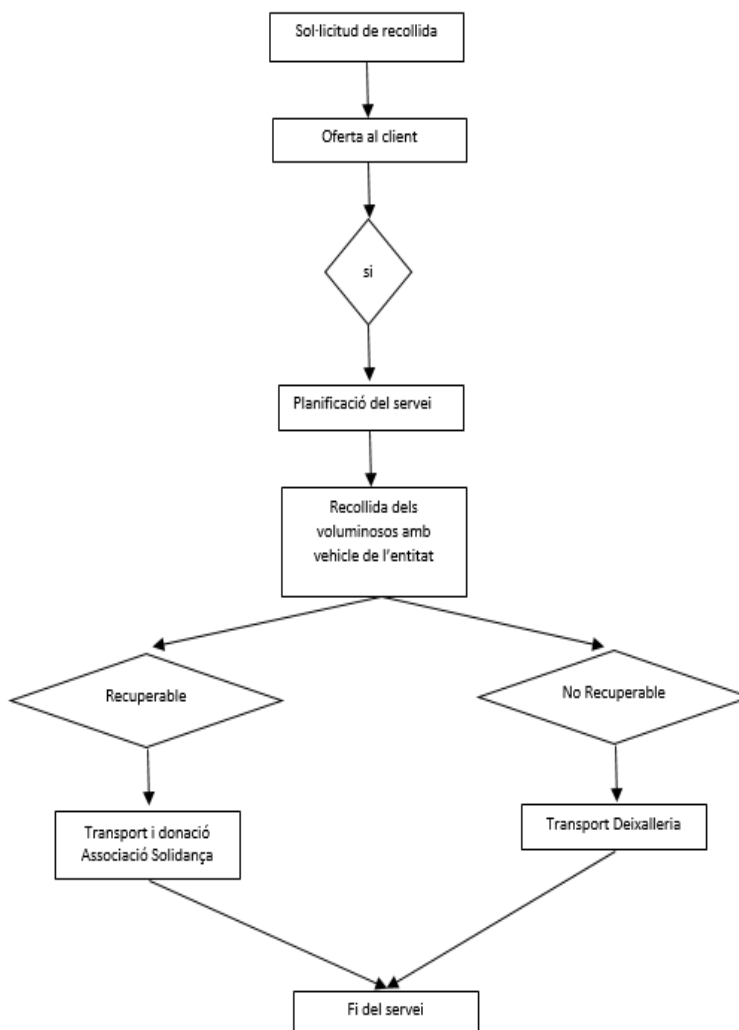 Sol·licitud de recollida
Oferta al client
si
Planificació del servei
Recollida dels
voluminosos amb
vehicle de l'entitat
Recuperable
No Recuperable
Transport i donació
Associació Solidança
Transport Deixalleria
Fi del servei